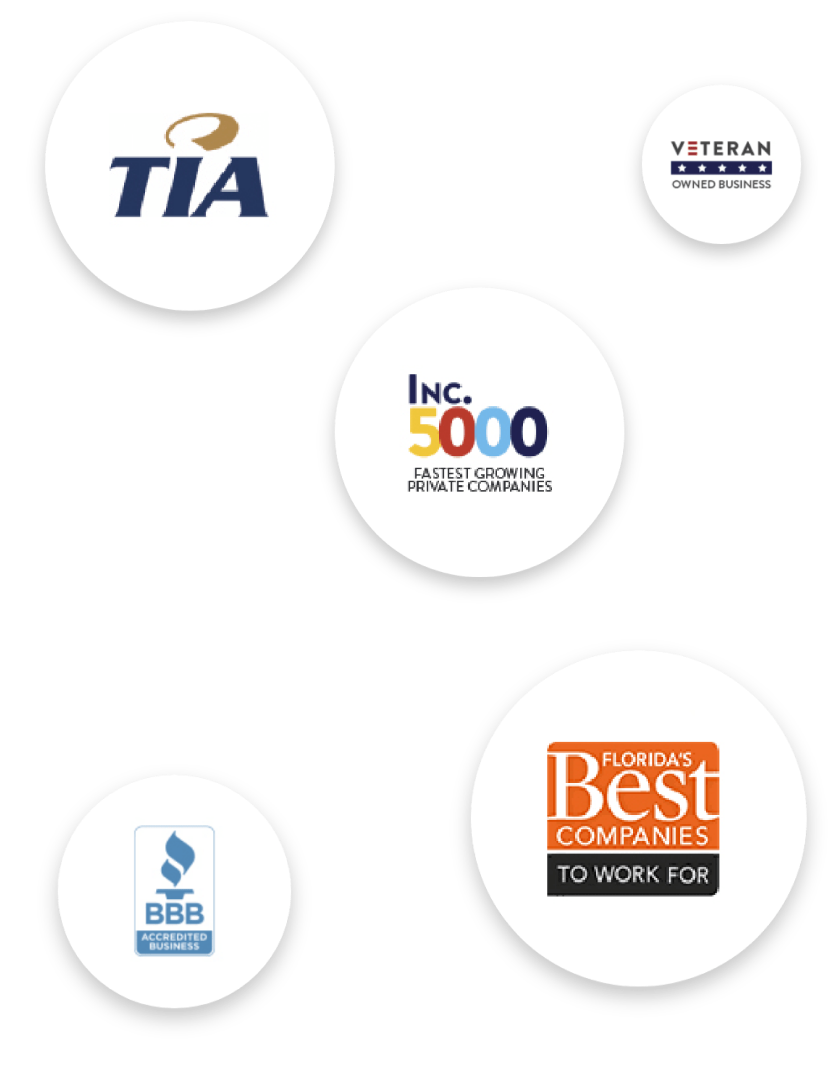 TIA
VETERAN
OWNED BUSINESS
INC.
5000
FASTEST GROWING
PRIVATE COMPANIES
FLORIDA'S
Best
COMPANIES
TO WORK FOR
BBB
ACCREDITED
BUSINESS